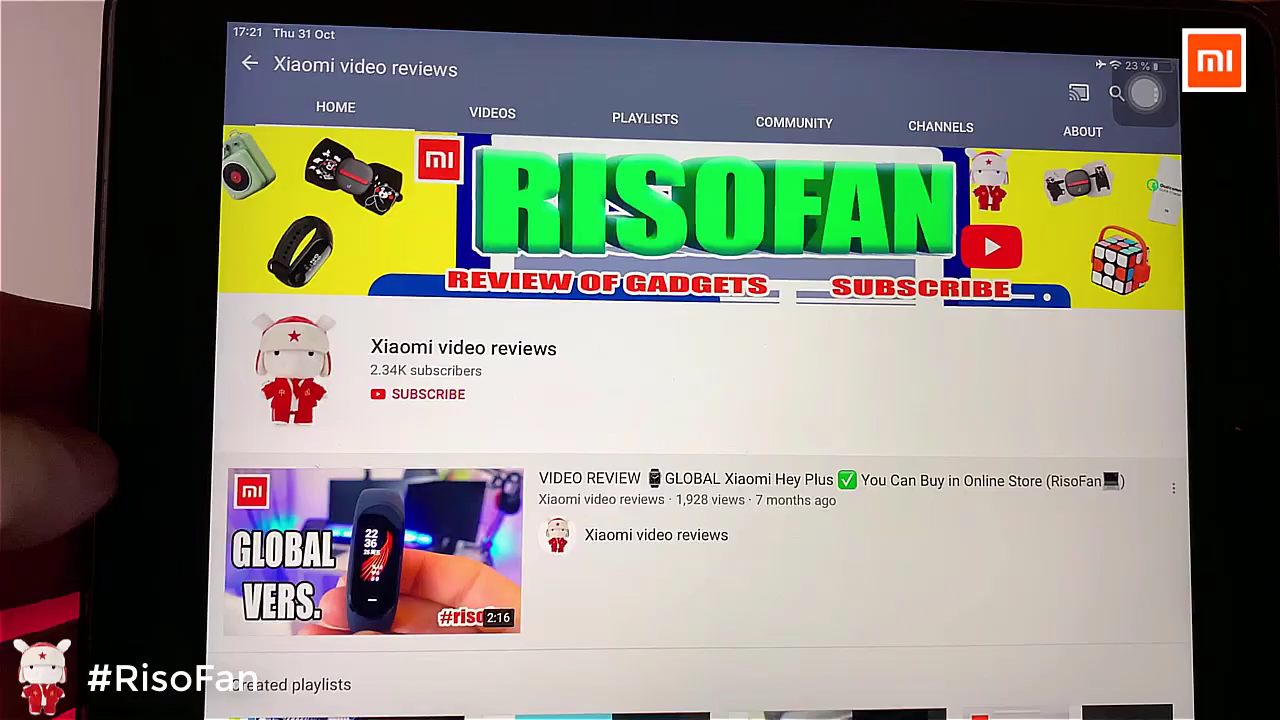 17:21 Thu 31 Oct
23 %
Xiaomi video reviews
HOME VIDEOS PLAYLISTS COMMUNITY CHANNELS ABOUT
RISOFAN
REVIEW OF GADGETS SUBSCRIBE
Xiaomi video reviews
2.34K subscribers
SUBSCRIBE
VIDEO REVIEW ⌚GLOBAL Xiaomi Hey Plus ✅ You Can Buy in Online Store (RisoFan💻)
Xiaomi video reviews · 1,928 views · 7 months ago
Xiaomi video reviews
mi
GLOBAL
VERS.
22
36
#riso
2:16
Created playlists
mi
mi
#RisoFan